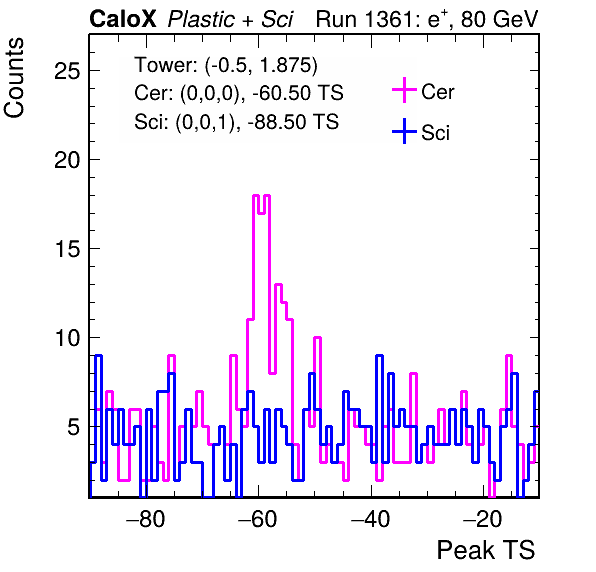 CaloX Plastic + Sci Run 1361: e⁺, 80 GeV
Counts
Tower: (-0.5, 1.875)
Cer: (0,0,0), -60.50 TS
Sci: (0,0,1), -88.50 TS
Cer
Sci
25
20
15
10
5
−80 −60 −40 −20
Peak TS